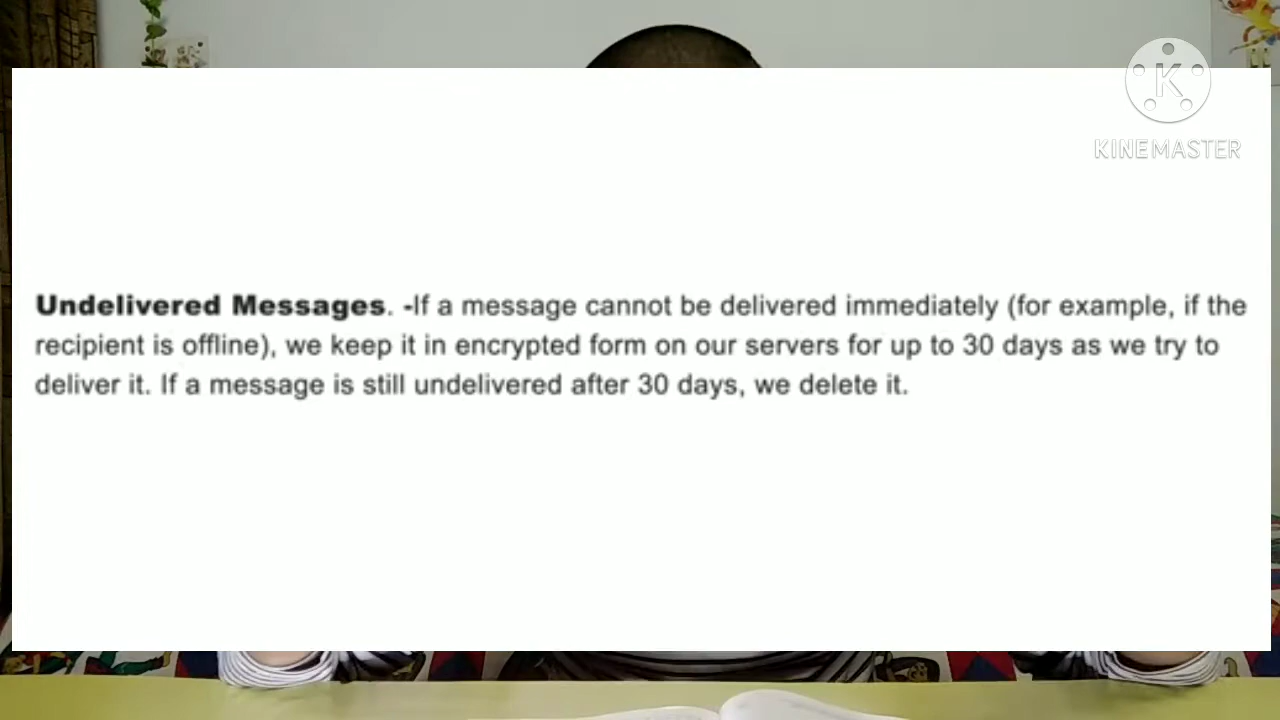 KINEMASTER
Undelivered Messages. -If a message cannot be delivered immediately (for example, if the
recipient is offline), we keep it in encrypted form on our servers for up to 30 days as we try to
deliver it. If a message is still undelivered after 30 days, we delete it.